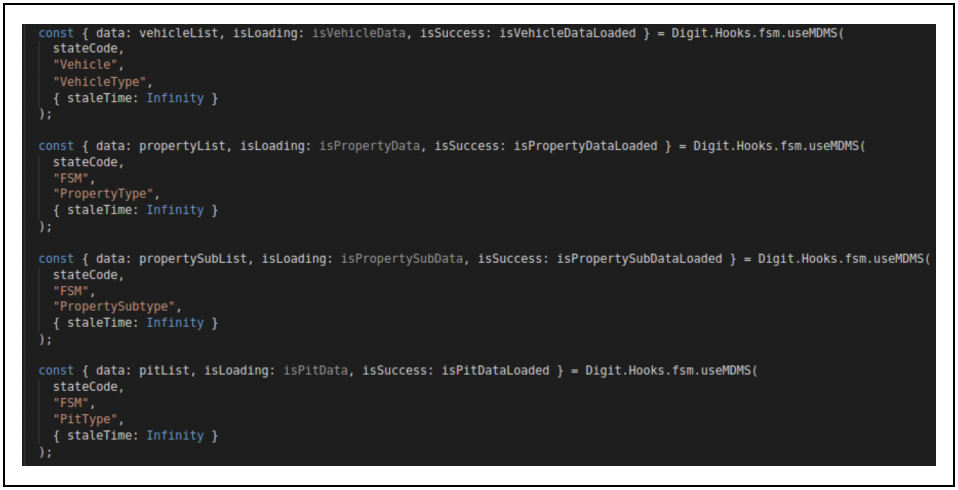 const { data: vehicleList, isLoading: isVehicleData, isSuccess: isVehicleDataLoaded } = Digit.Hooks.fsm.useMDMS(
  stateCode,
  "Vehicle",
  "VehicleType",
  { staleTime: Infinity }
);

const { data: propertyList, isLoading: isPropertyData, isSuccess: isPropertyDataLoaded } = Digit.Hooks.fsm.useMDMS(
  stateCode,
  "FSM",
  "PropertyType",
  { staleTime: Infinity }
);

const { data: propertySubList, isLoading: isPropertySubData, isSuccess: isPropertySubDataLoaded } = Digit.Hooks.fsm.useMDMS(
  stateCode,
  "FSM",
  "PropertySubtype",
  { staleTime: Infinity }
);

const { data: pitList, isLoading: isPitData, isSuccess: isPitDataLoaded } = Digit.Hooks.fsm.useMDMS(
  stateCode,
  "FSM",
  "PitType",
  { staleTime: Infinity }
);